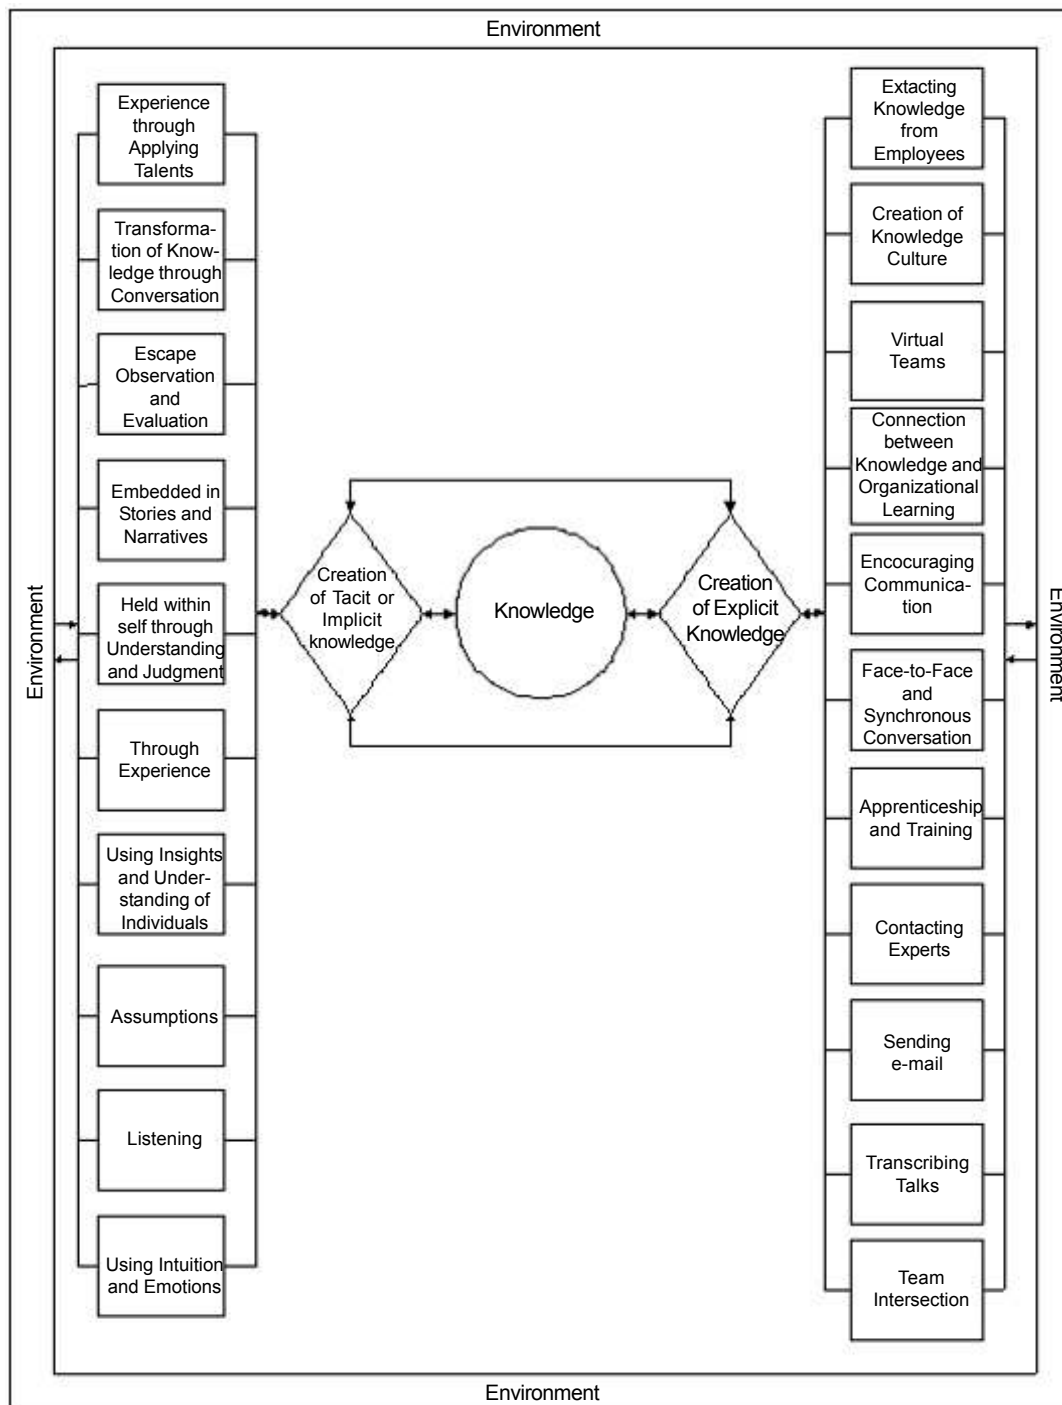 Environment
Experience
through
Applying
Talents
Transforma-
tion of Know-
ledge through
Conversation
Escape
Observation
and
Evaluation
Embedded in
Stories and
Narratives
Held within
self through
Understanding
and Judgment
Through
Experience
Using Insights
and Under-
standing of
Individuals
Assumptions
Listening
Using Intuition
and Emotions
Environment
Creation
of Tacit or
Implicit
knowledge
Knowledge
Creation
of Explicit
Knowledge
Extacting
Knowledge
from
Employees
Creation of
Knowledge
Culture
Virtual
Teams
Connection
between
Knowledge and
Organizational
Learning
Encocuraging
Communica-
tion
Face-to-Face
and
Synchronous
Conversation
Apprenticeship
and Training
Contacting
Experts
Sending
e-mail
Transcribing
Talks
Team
Intersection
Environment
Environment